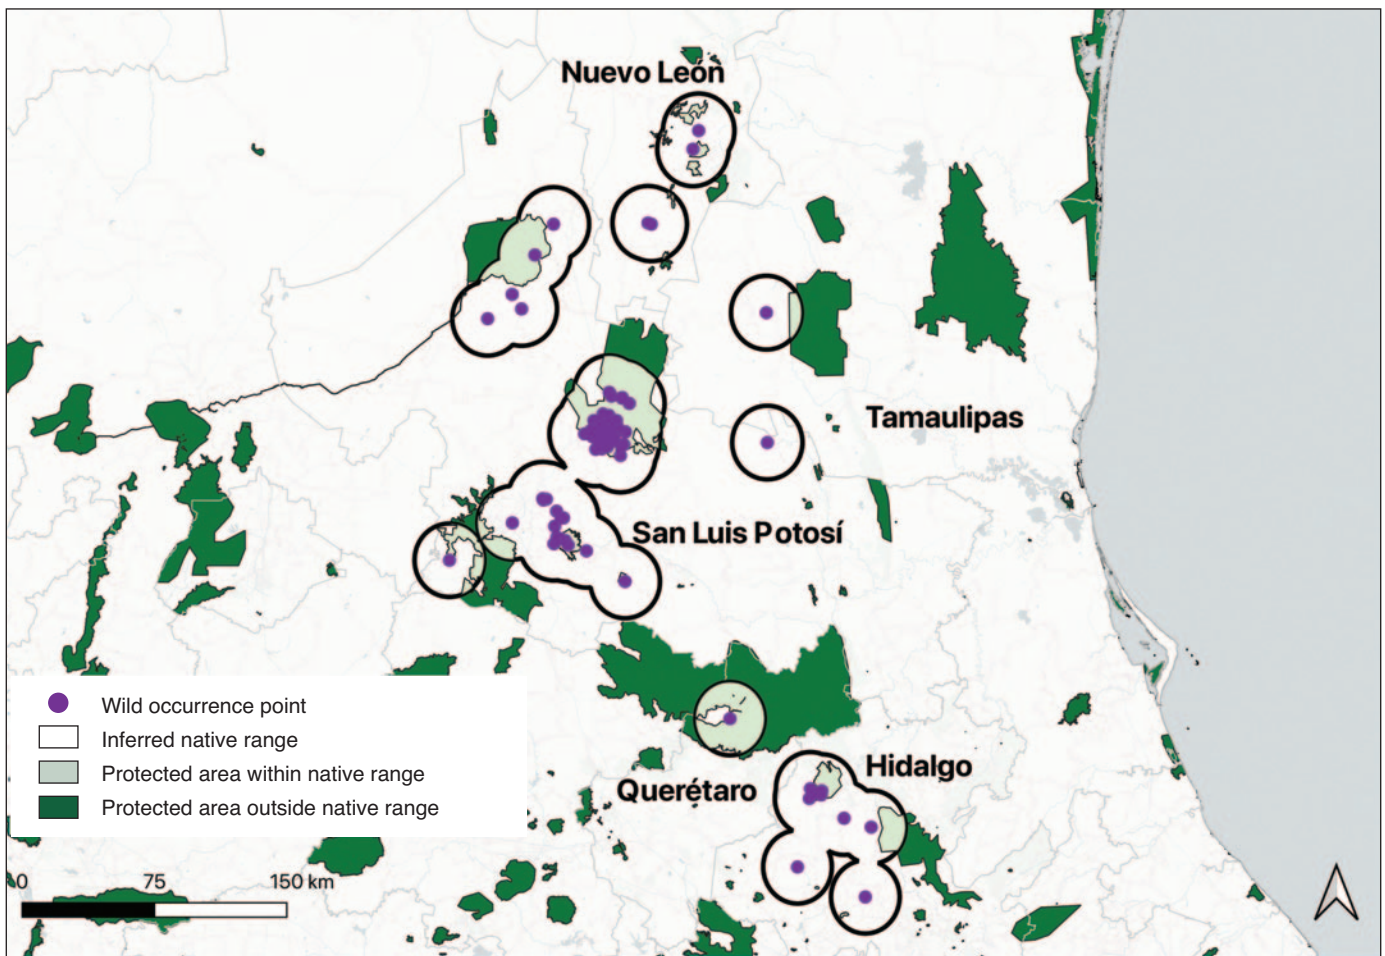 Nuevo León
Tamaulipas
San Luis Potosí
Hidalgo
Querétaro
Wild occurrence point
Inferred native range
Protected area within native range
Protected area outside native range
0 75 150 km